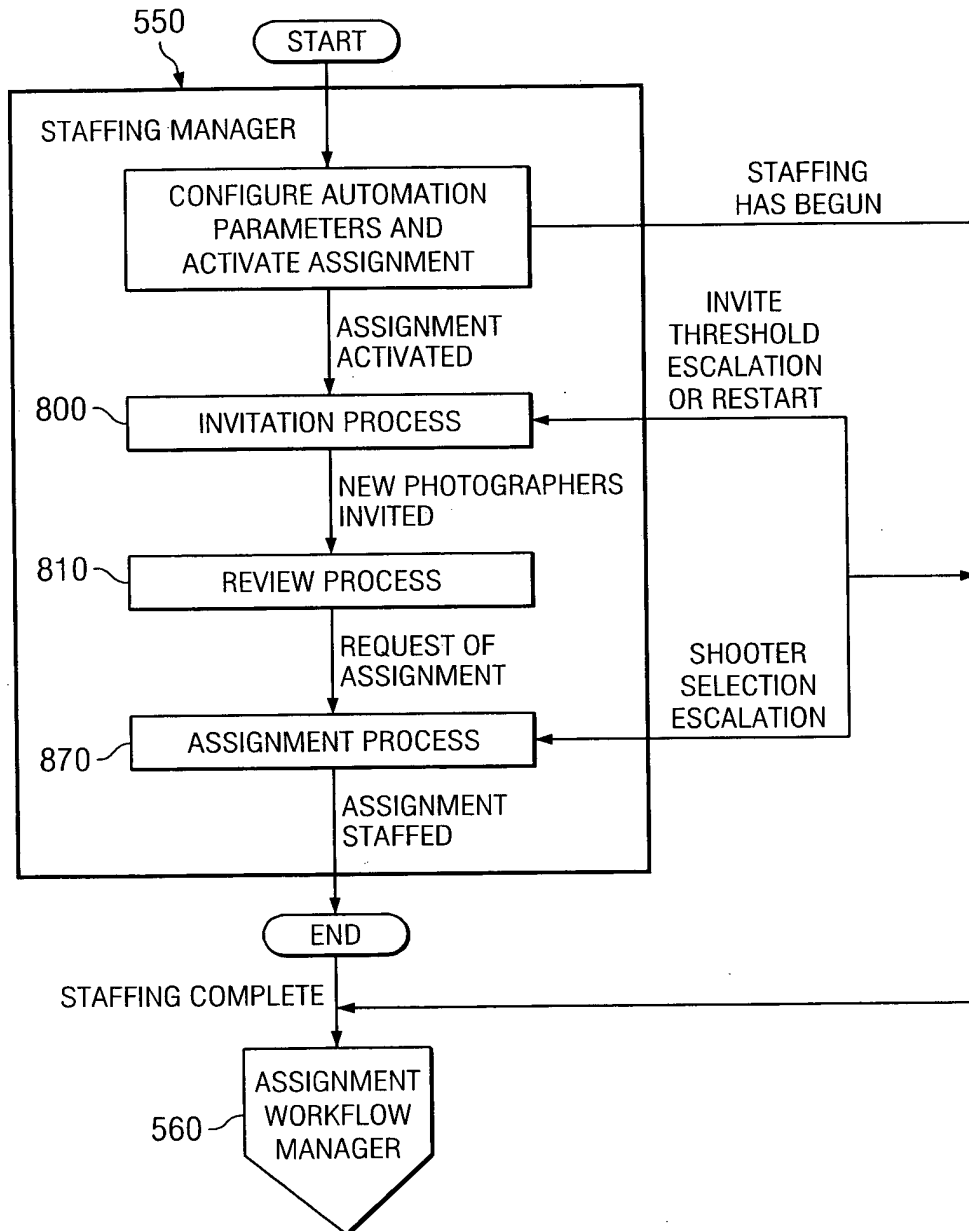 550
START
STAFFING MANAGER
CONFIGURE AUTOMATION
PARAMETERS AND
ACTIVATE ASSIGNMENT
STAFFING
HAS BEGUN
ASSIGNMENT
ACTIVATED
INVITE
THRESHOLD
ESCALATION
OR RESTART
800
INVITATION PROCESS
NEW PHOTOGRAPHERS
INVITED
810
REVIEW PROCESS
REQUEST OF
ASSIGNMENT
SHOOTER
SELECTION
ESCALATION
870
ASSIGNMENT PROCESS
ASSIGNMENT
STAFFED
END
STAFFING COMPLETE
560
ASSIGNMENT
WORKFLOW
MANAGER